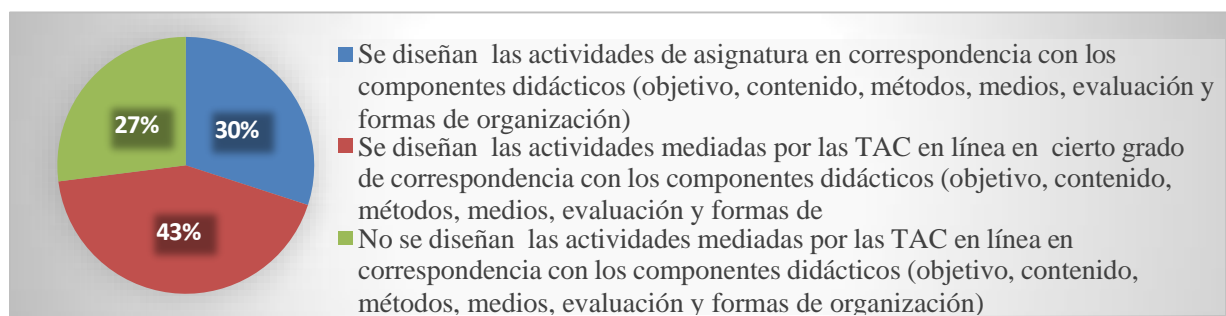 27%
30%
43%
Se diseñan las actividades de asignatura en correspondencia con los
componentes didácticos (objetivo, contenido, métodos, medios, evaluación y
formas de organización)
Se diseñan las actividades mediadas por las TAC en línea en cierto grado
de correspondencia con los componentes didácticos (objetivo, contenido,
métodos, medios, evaluación y formas de
No se diseñan las actividades mediadas por las TAC en línea en
correspondencia con los componentes didácticos (objetivo, contenido,
métodos, medios, evaluación y formas de organización)